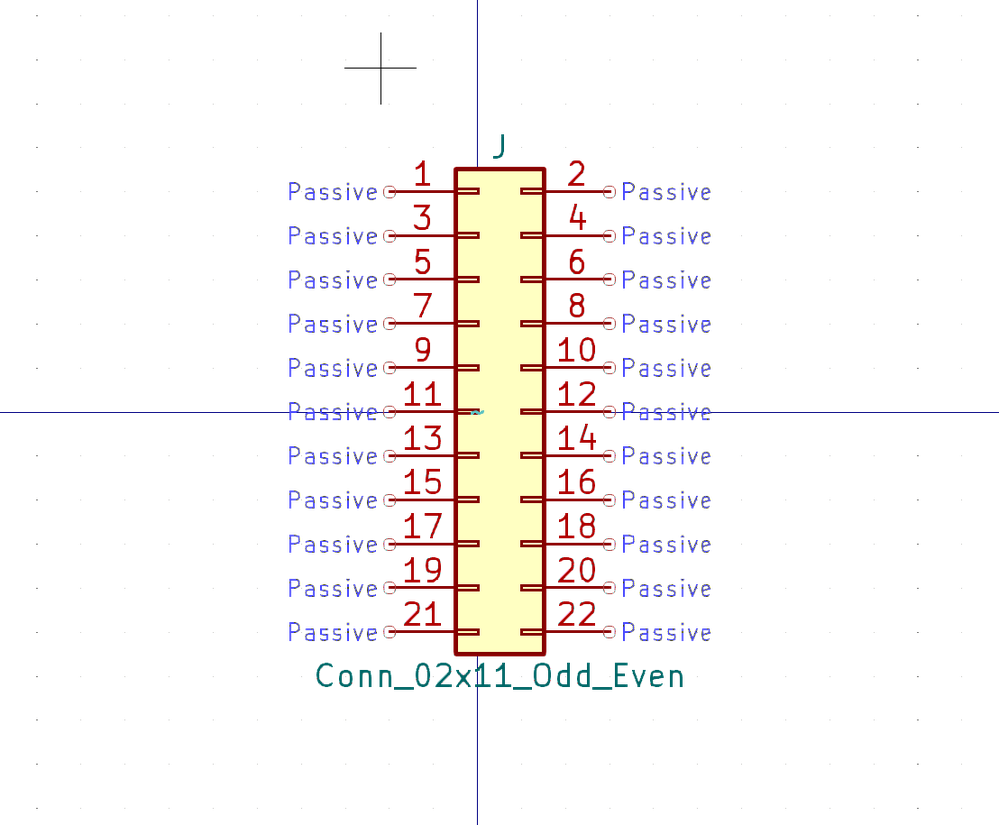 J
Passive 1 2 Passive
Passive 3 4 Passive
Passive 5 6 Passive
Passive 7 8 Passive
Passive 9 10 Passive
Passive 11 12 Passive
Passive 13 14 Passive
Passive 15 16 Passive
Passive 17 18 Passive
Passive 19 20 Passive
Passive 21 22 Passive
Conn_02x11_Odd_Even